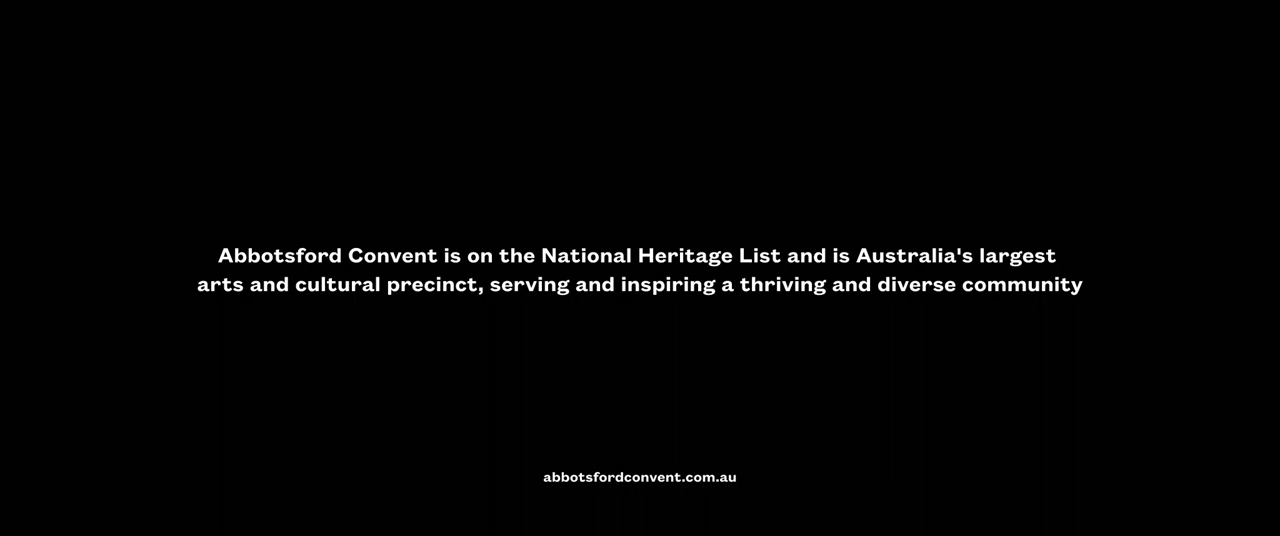 Abbotsford Convent is on the National Heritage List and is Australia's largest
arts and cultural precinct, serving and inspiring a thriving and diverse community
abbotsfordconvent.com.au